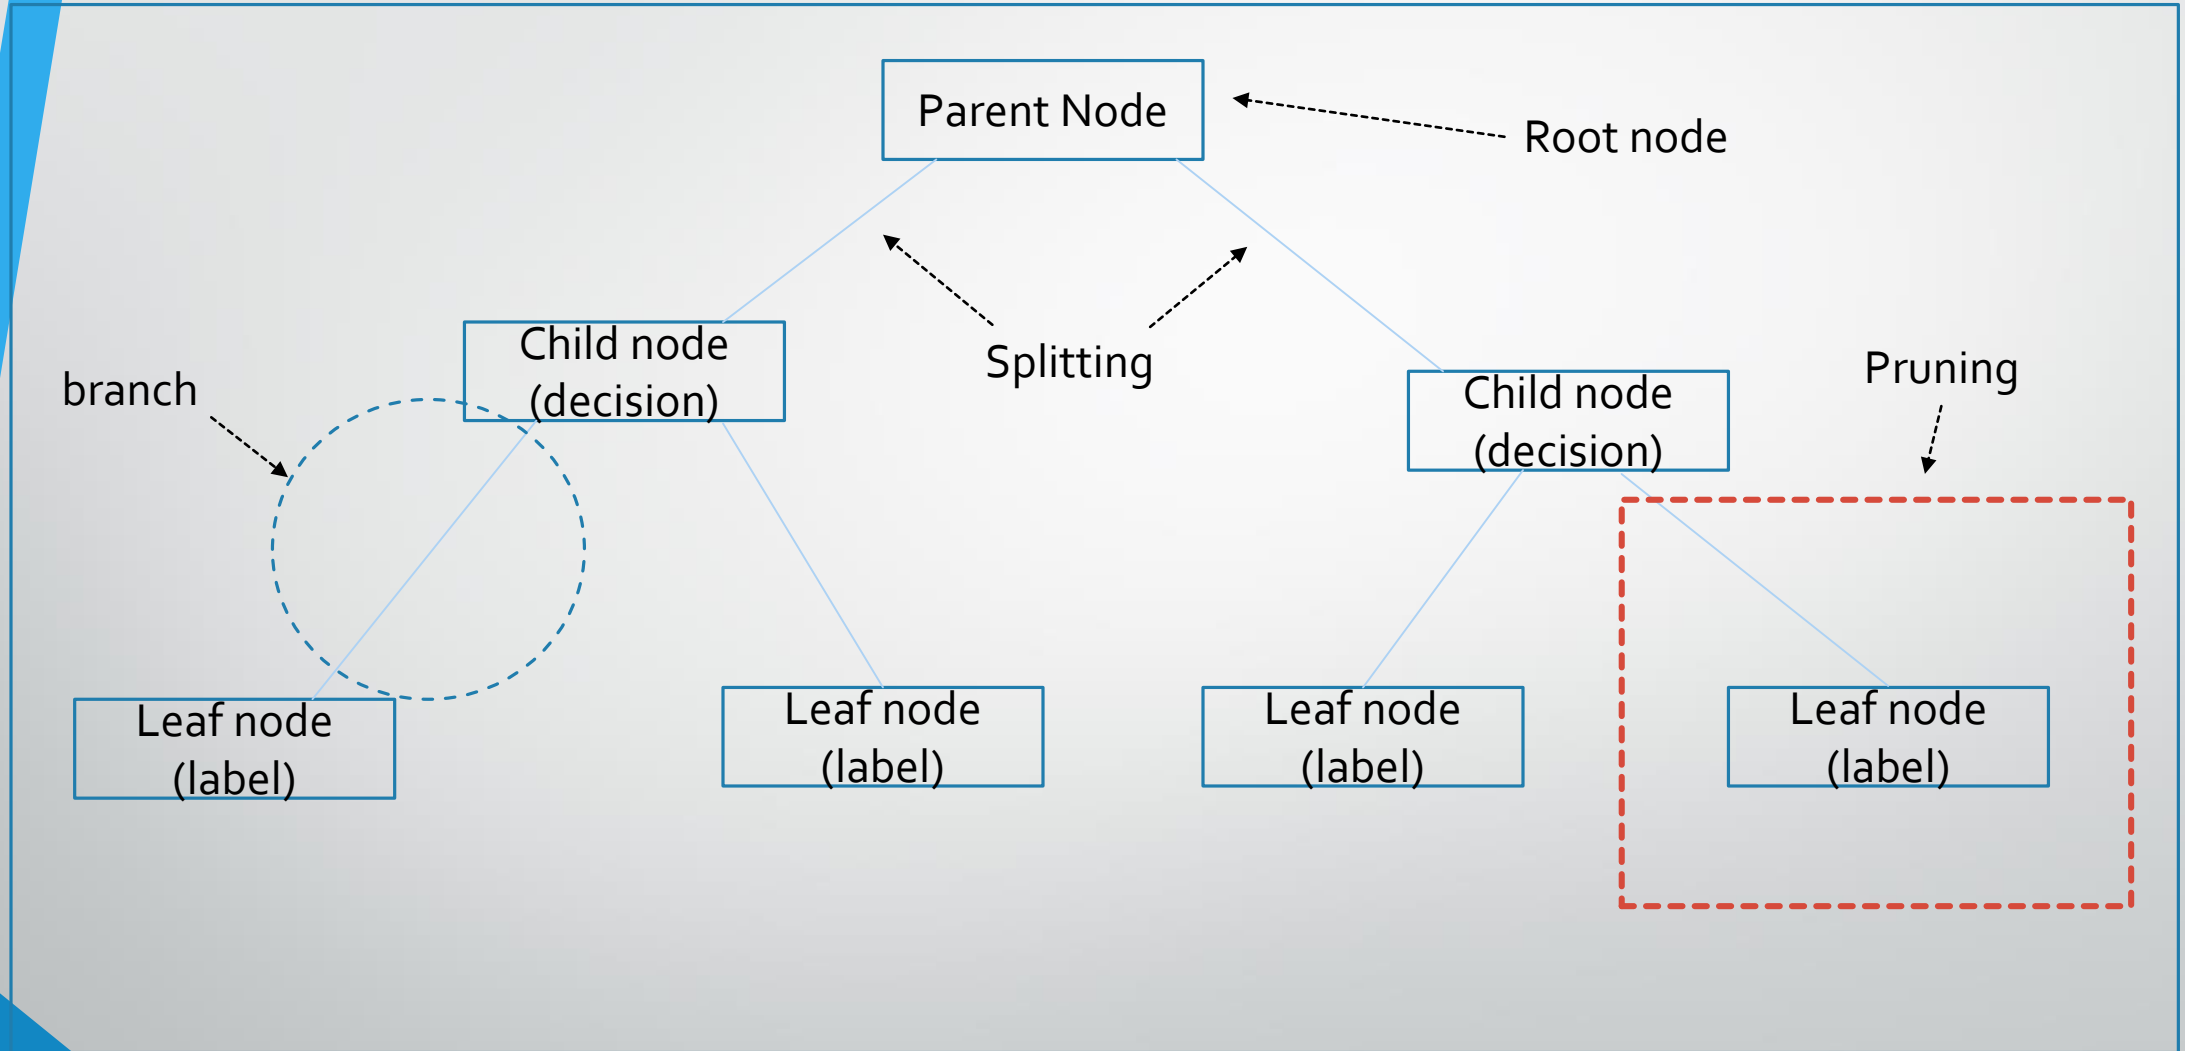 Parent Node
Root node
Splitting
Child node
(decision)
branch
Child node
(decision)
Pruning
Leaf node
(label)
Leaf node
(label)
Leaf node
(label)
Leaf node
(label)